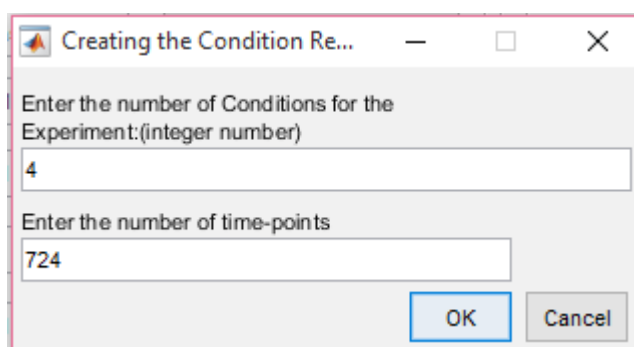 Creating the Condition Re...
Enter the number of Conditions for the
Experiment:(integer number)
4
Enter the number of time-points
724
OK Cancel